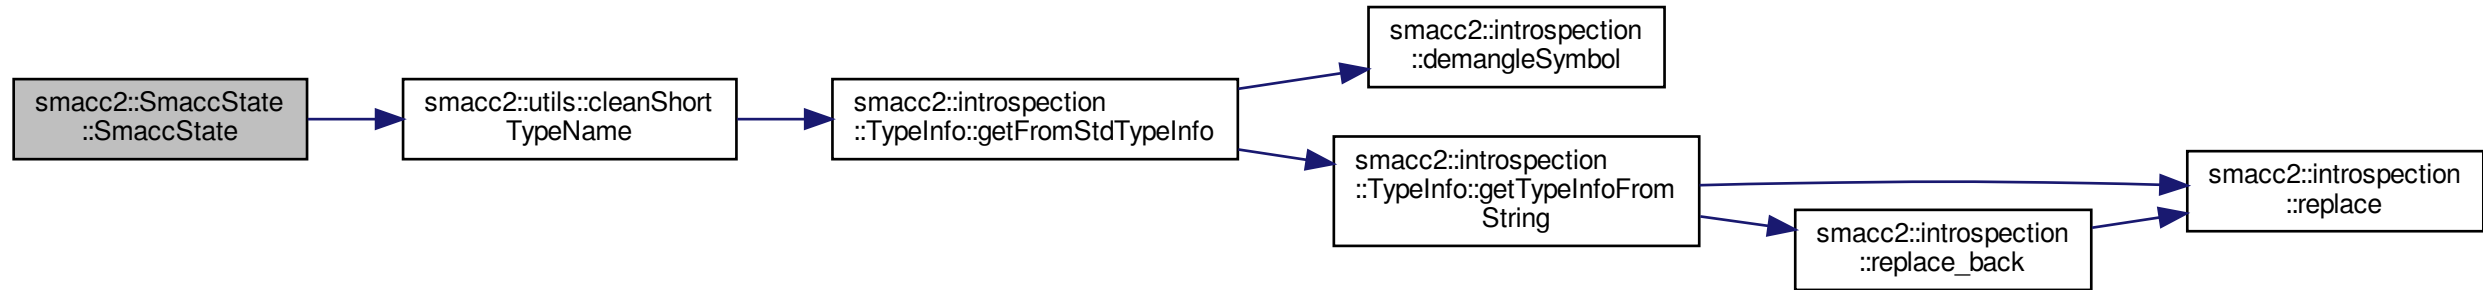 smacc2::SmaccState
::SmaccState
smacc2::utils::cleanShort
TypeName
smacc2::introspection
::TypeInfo::getFromStdTypeInfo
smacc2::introspection
::demangleSymbol
smacc2::introspection
::TypeInfo::getTypeInfoFrom
String
smacc2::introspection
::replace_back
smacc2::introspection
::replace